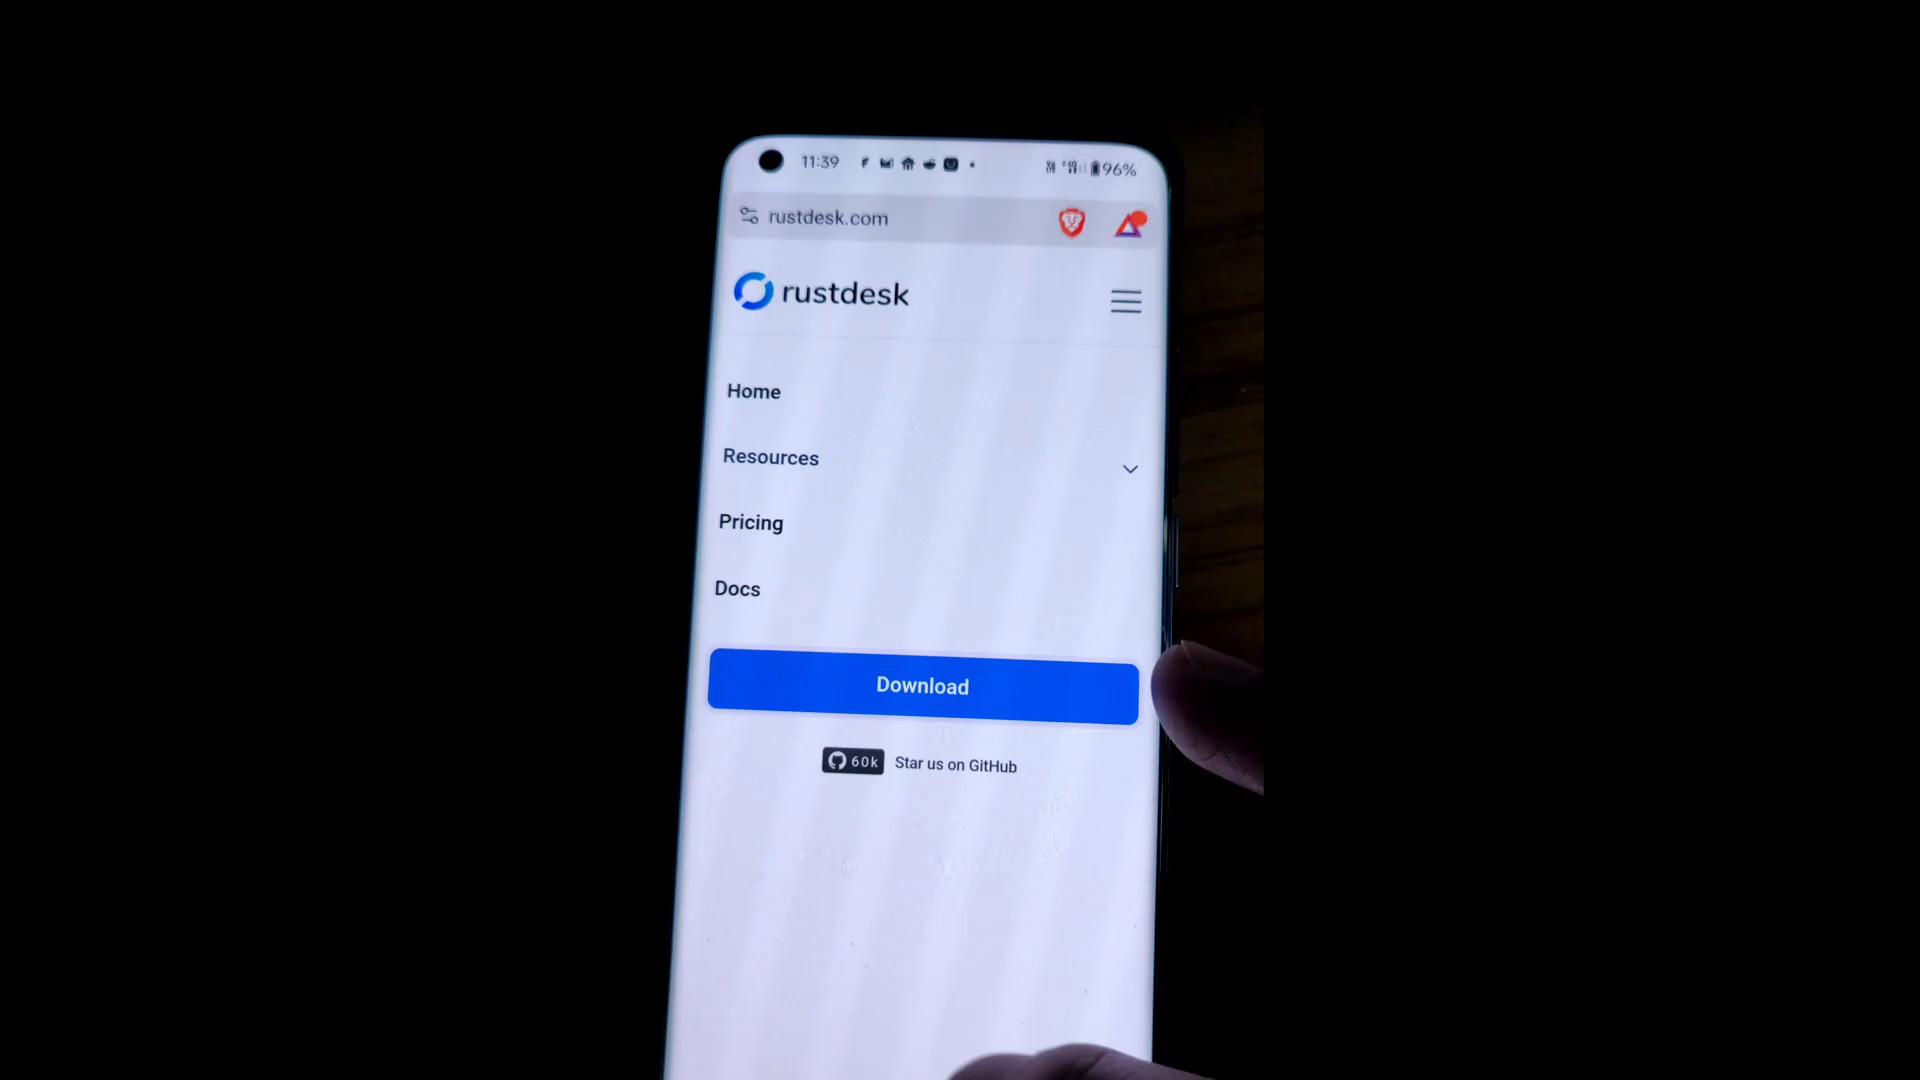 11:39
96%
rustdesk.com
rustdesk
Home
Resources
Pricing
Docs
Download
60k Star us on GitHub